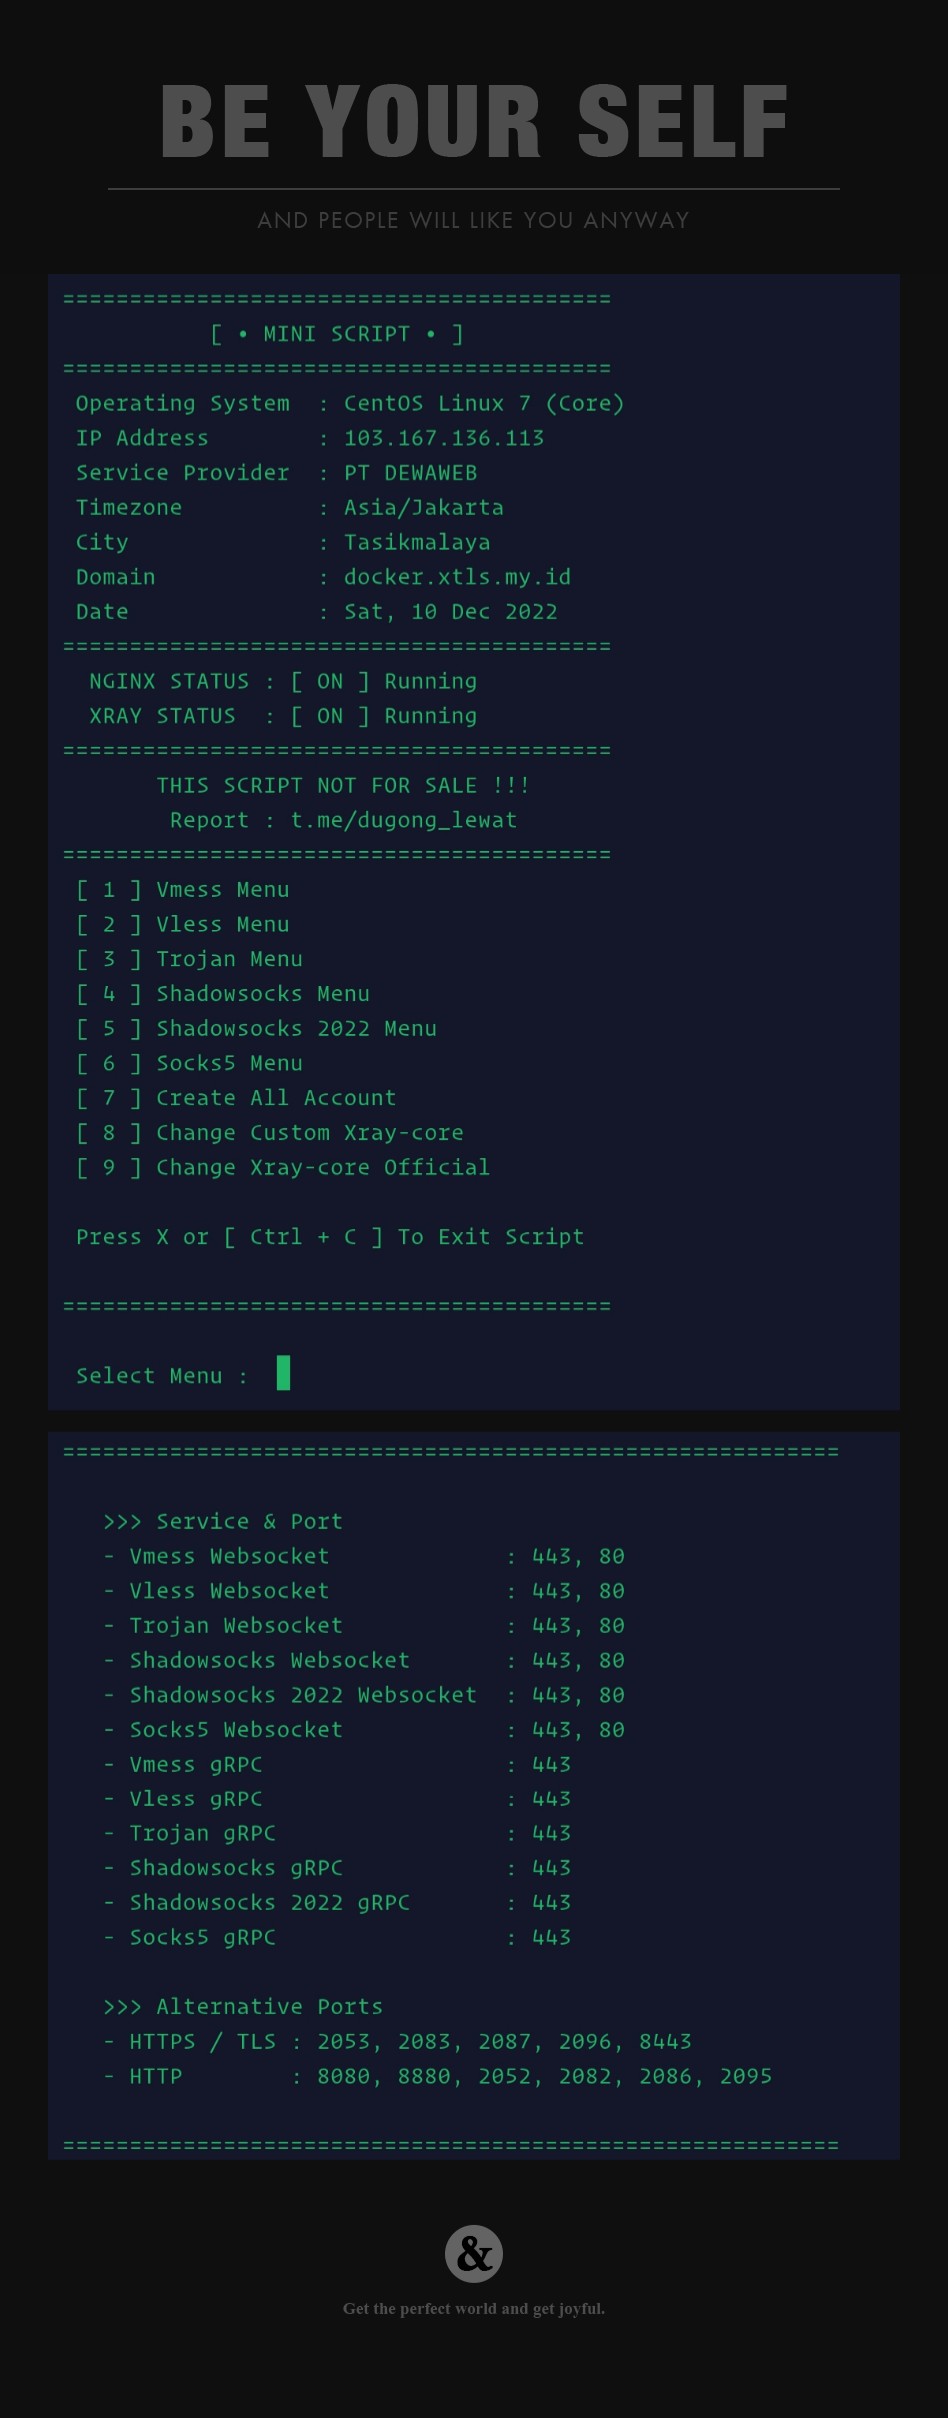 BE YOUR SELF
AND PEOPLE WILL LIKE YOU ANYWAY
=========================================
[ • MINI SCRIPT • ]
=========================================
Operating System : CentOS Linux 7 (Core)
IP Address : 103.167.136.113
Service Provider : PT DEWAWEB
Timezone : Asia/Jakarta
City : Tasikmalaya
Domain : docker.xtls.my.id
Date : Sat, 10 Dec 2022
=========================================
NGINX STATUS : [ ON ] Running
XRAY STATUS : [ ON ] Running
=========================================
THIS SCRIPT NOT FOR SALE !!!
Report : t.me/dugong_lewat
=========================================
[ 1 ] Vmess Menu
[ 2 ] Vless Menu
[ 3 ] Trojan Menu
[ 4 ] Shadowsocks Menu
[ 5 ] Shadowsocks 2022 Menu
[ 6 ] Socks5 Menu
[ 7 ] Create All Account
[ 8 ] Change Custom Xray-core
[ 9 ] Change Xray-core Official
Press X or [ Ctrl + C ] To Exit Script
=========================================
Select Menu :
==========================================================
>>> Service & Port
- Vmess Websocket : 443, 80
- Vless Websocket : 443, 80
- Trojan Websocket : 443, 80
- Shadowsocks Websocket : 443, 80
- Shadowsocks 2022 Websocket : 443, 80
- Socks5 Websocket : 443, 80
- Vmess gRPC : 443
- Vless gRPC : 443
- Trojan gRPC : 443
- Shadowsocks gRPC : 443
- Shadowsocks 2022 gRPC : 443
- Socks5 gRPC : 443
>>> Alternative Ports
- HTTPS / TLS : 2053, 2083, 2087, 2096, 8443
- HTTP : 8080, 8880, 2052, 2082, 2086, 2095
==========================================================
&
Get the perfect world and get joyful.